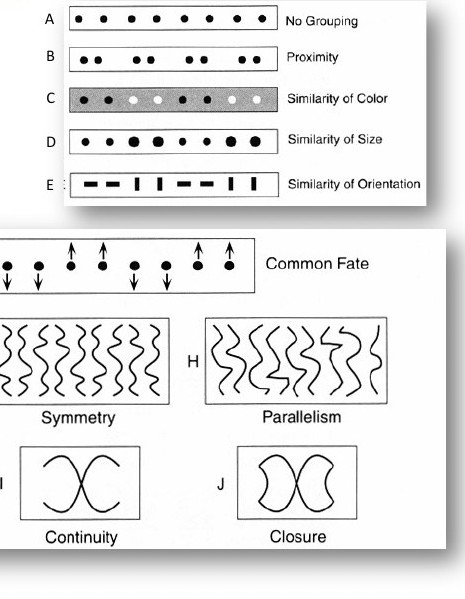 A No Grouping
B Proximity
C Similarity of Color
D Similarity of Size
E Similarity of Orientation
Common Fate
H
Symmetry Parallelism
I J
Continuity Closure